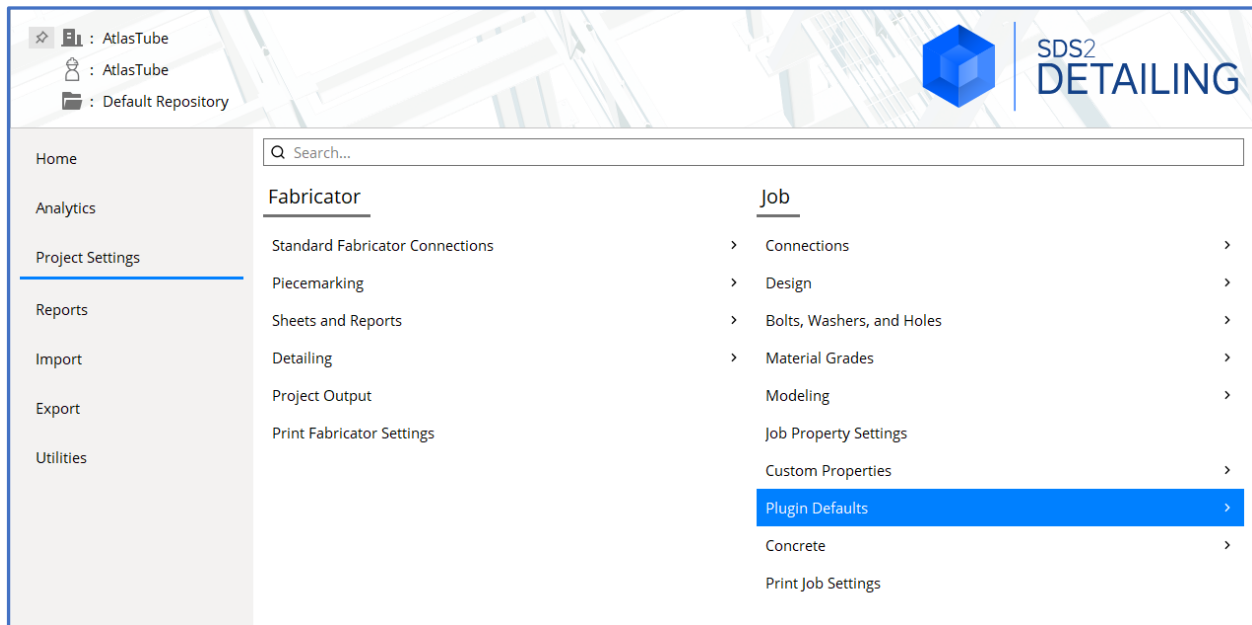 : AtlasTube
: AtlasTube
: Default Repository
SDS2
DETAILING
Home
Analytics
Project Settings
Reports
Import
Export
Utilities
Search...
Fabricator
Standard Fabricator Connections
Piecemarking
Sheets and Reports
Detailing
Project Output
Print Fabricator Settings
Job
Connections
Design
Bolts, Washers, and Holes
Material Grades
Modeling
Job Property Settings
Custom Properties
Plugin Defaults
Concrete
Print Job Settings